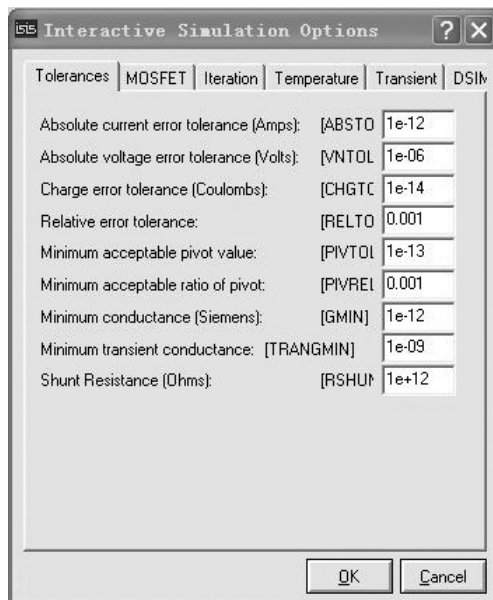 isis Interactive Simulation Options ? X
Tolerances MOSFET Iteration Temperature Transient DSIM
Absolute current error tolerance (Amps): [ABSTO 1e-12
Absolute voltage error tolerance (Volts): [VNTOL 1e-06
Charge error tolerance (Coulombs): [CHGTO 1e-14
Relative error tolerance: [RELTO 0.001
Minimum acceptable pivot value: [PIVTOL 1e-13
Minimum acceptable ratio of pivot: [PIVREL 0.001
Minimum conductance (Siemens): [GMIN] 1e-12
Minimum transient conductance: [TRANGMIN] 1e-09
Shunt Resistance (Ohms): [RSHUN 1e+12
OK Cancel